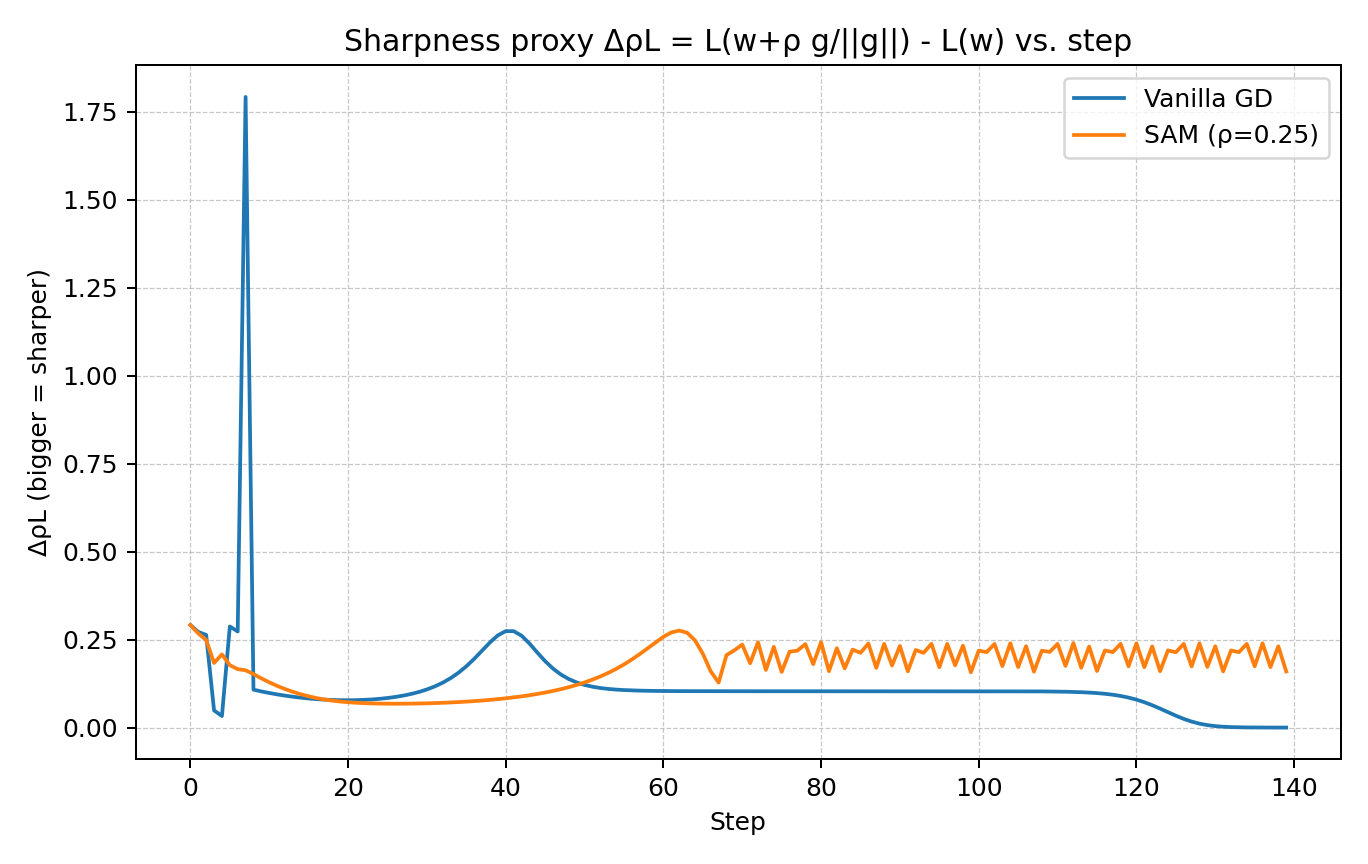 Sharpness proxy ΔρL = L(w+ρ g/||g||) - L(w) vs. step
Vanilla GD
SAM (ρ=0.25)
ΔρL (bigger = sharper)
1.75
1.50
1.25
1.00
0.75
0.50
0.25
0.00
0 20 40 60 80 100 120 140
Step